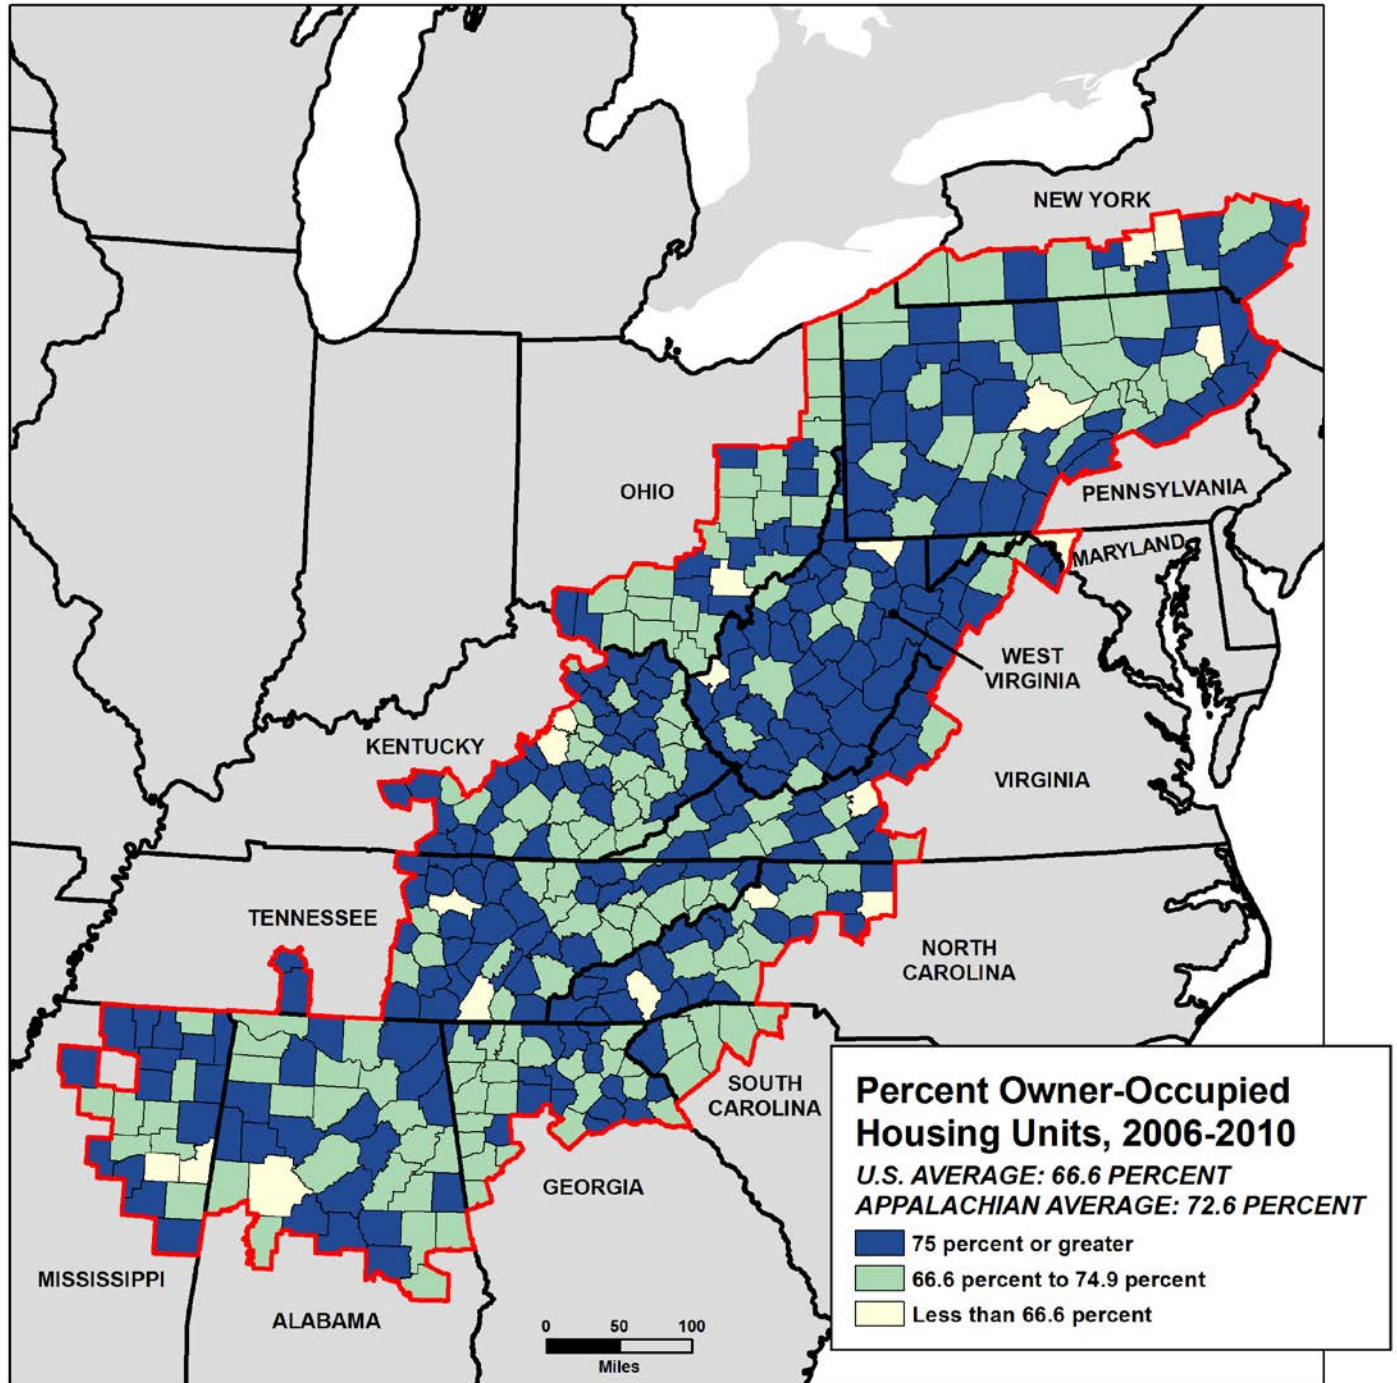 NEW YORK
OHIO
PENNSYLVANIA
MARYLAND
WEST
VIRGINIA
KENTUCKY
VIRGINIA
TENNESSEE
NORTH
CAROLINA
SOUTH
CAROLINA
GEORGIA
MISSISSIPPI
ALABAMA
0 50 100
Miles
Percent Owner-Occupied
Housing Units, 2006-2010
U.S. AVERAGE: 66.6 PERCENT
APPALACHIAN AVERAGE: 72.6 PERCENT
75 percent or greater
66.6 percent to 74.9 percent
Less than 66.6 percent